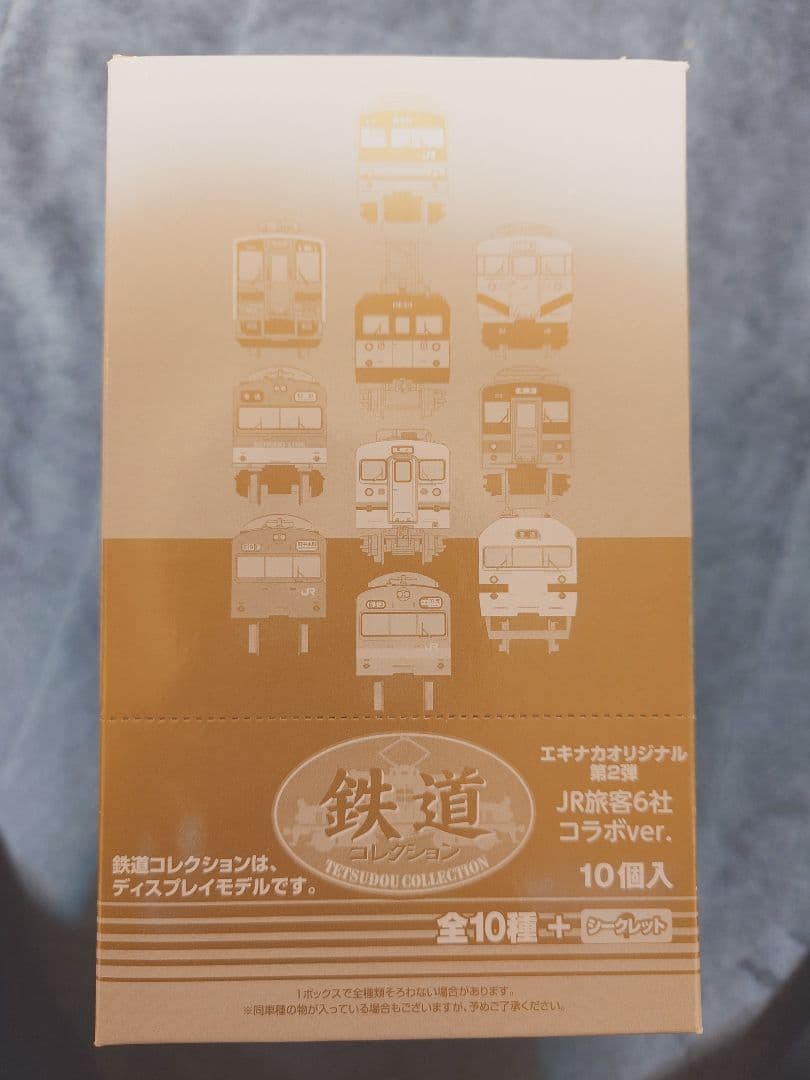 エキナカオリジナル
第2弾
JR旅客6社
コラボver.
10個入
鉄道
コレクション
TETSUDOU COLLECTION
鉄道コレクションは、
ディスプレイモデルです。
全10種 + シークレット
1ボックスで全種類そろわない場合があります。
※同車種の物が入っている場合もございますが、予めご了承ください。
JR
JR
JR